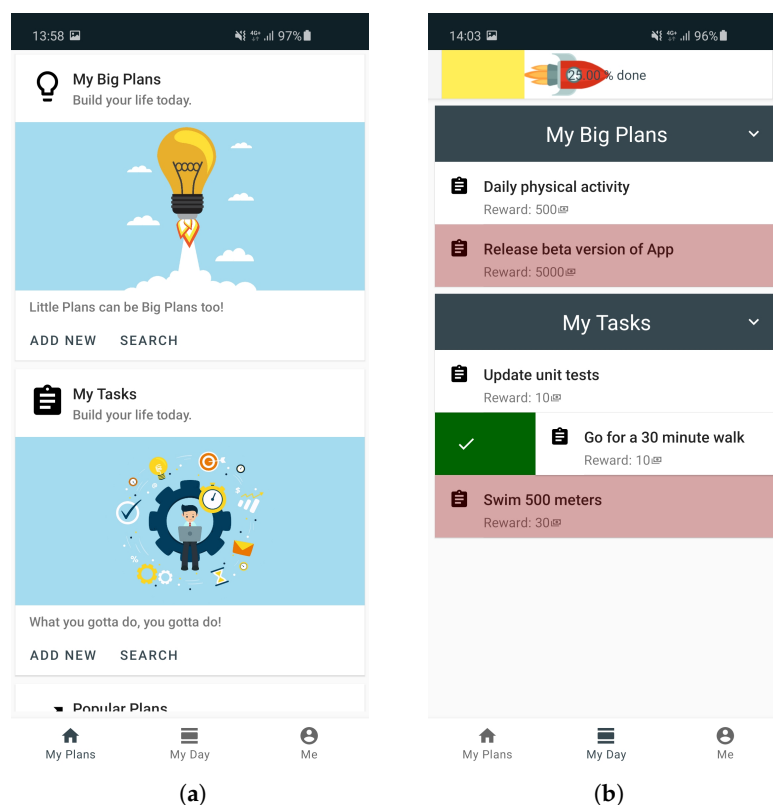 13:58 4G+ 97%
My Big Plans
Build your life today.
Little Plans can be Big Plans too!
ADD NEW SEARCH
My Tasks
Build your life today.
What you gotta do, you gotta do!
ADD NEW SEARCH
Popular Plans
My Plans My Day Me
(a)
14:03 4G+ 96%
25.00 % done
My Big Plans
Daily physical activity
Reward: 500
Release beta version of App
Reward: 5000
My Tasks
Update unit tests
Reward: 10
Go for a 30 minute walk
Reward: 10
Swim 500 meters
Reward: 30
My Plans My Day Me
(b)